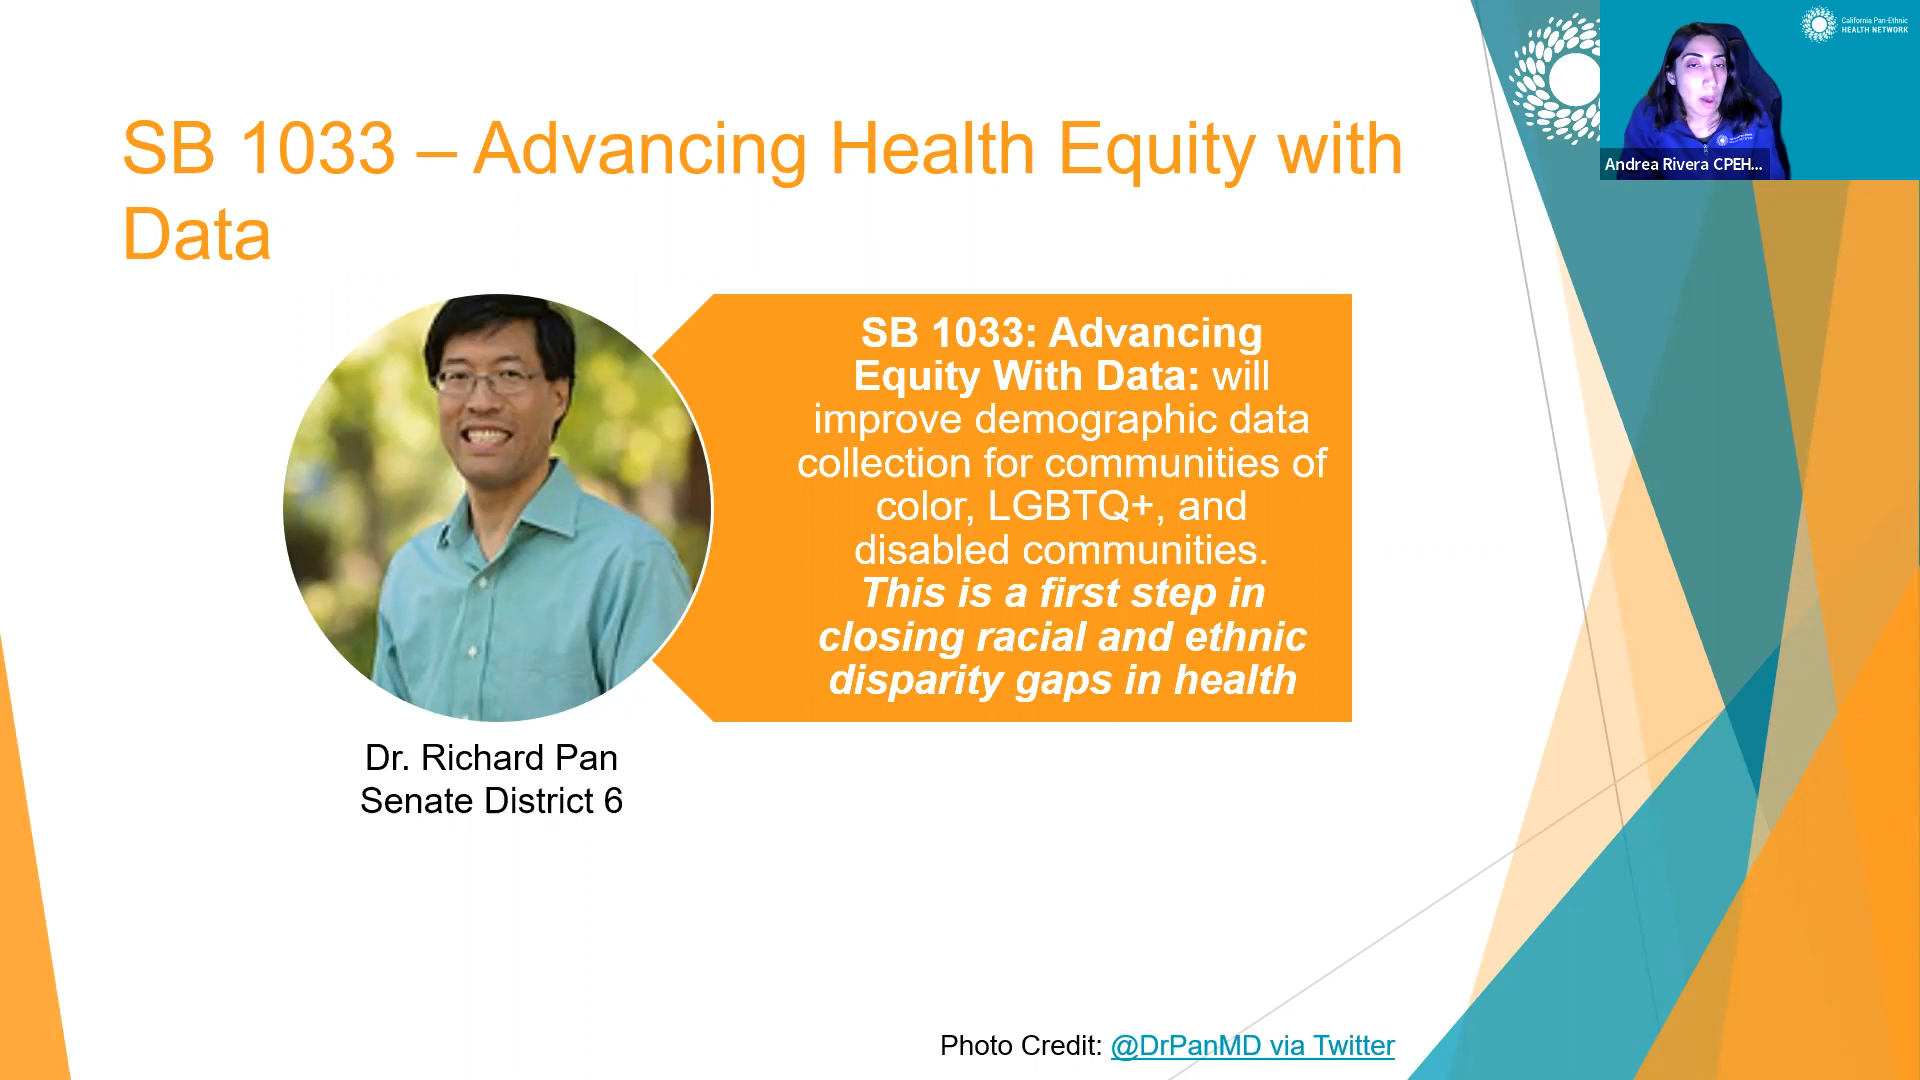 SB 1033 – Advancing Health Equity with
Data
California Pan-Ethnic
HEALTH NETWORK
Andrea Rivera CPEH...
SB 1033: Advancing
Equity With Data: will
improve demographic data
collection for communities of
color, LGBTQ+, and
disabled communities.
This is a first step in
closing racial and ethnic
disparity gaps in health
Dr. Richard Pan
Senate District 6
Photo Credit: @DrPanMD via Twitter